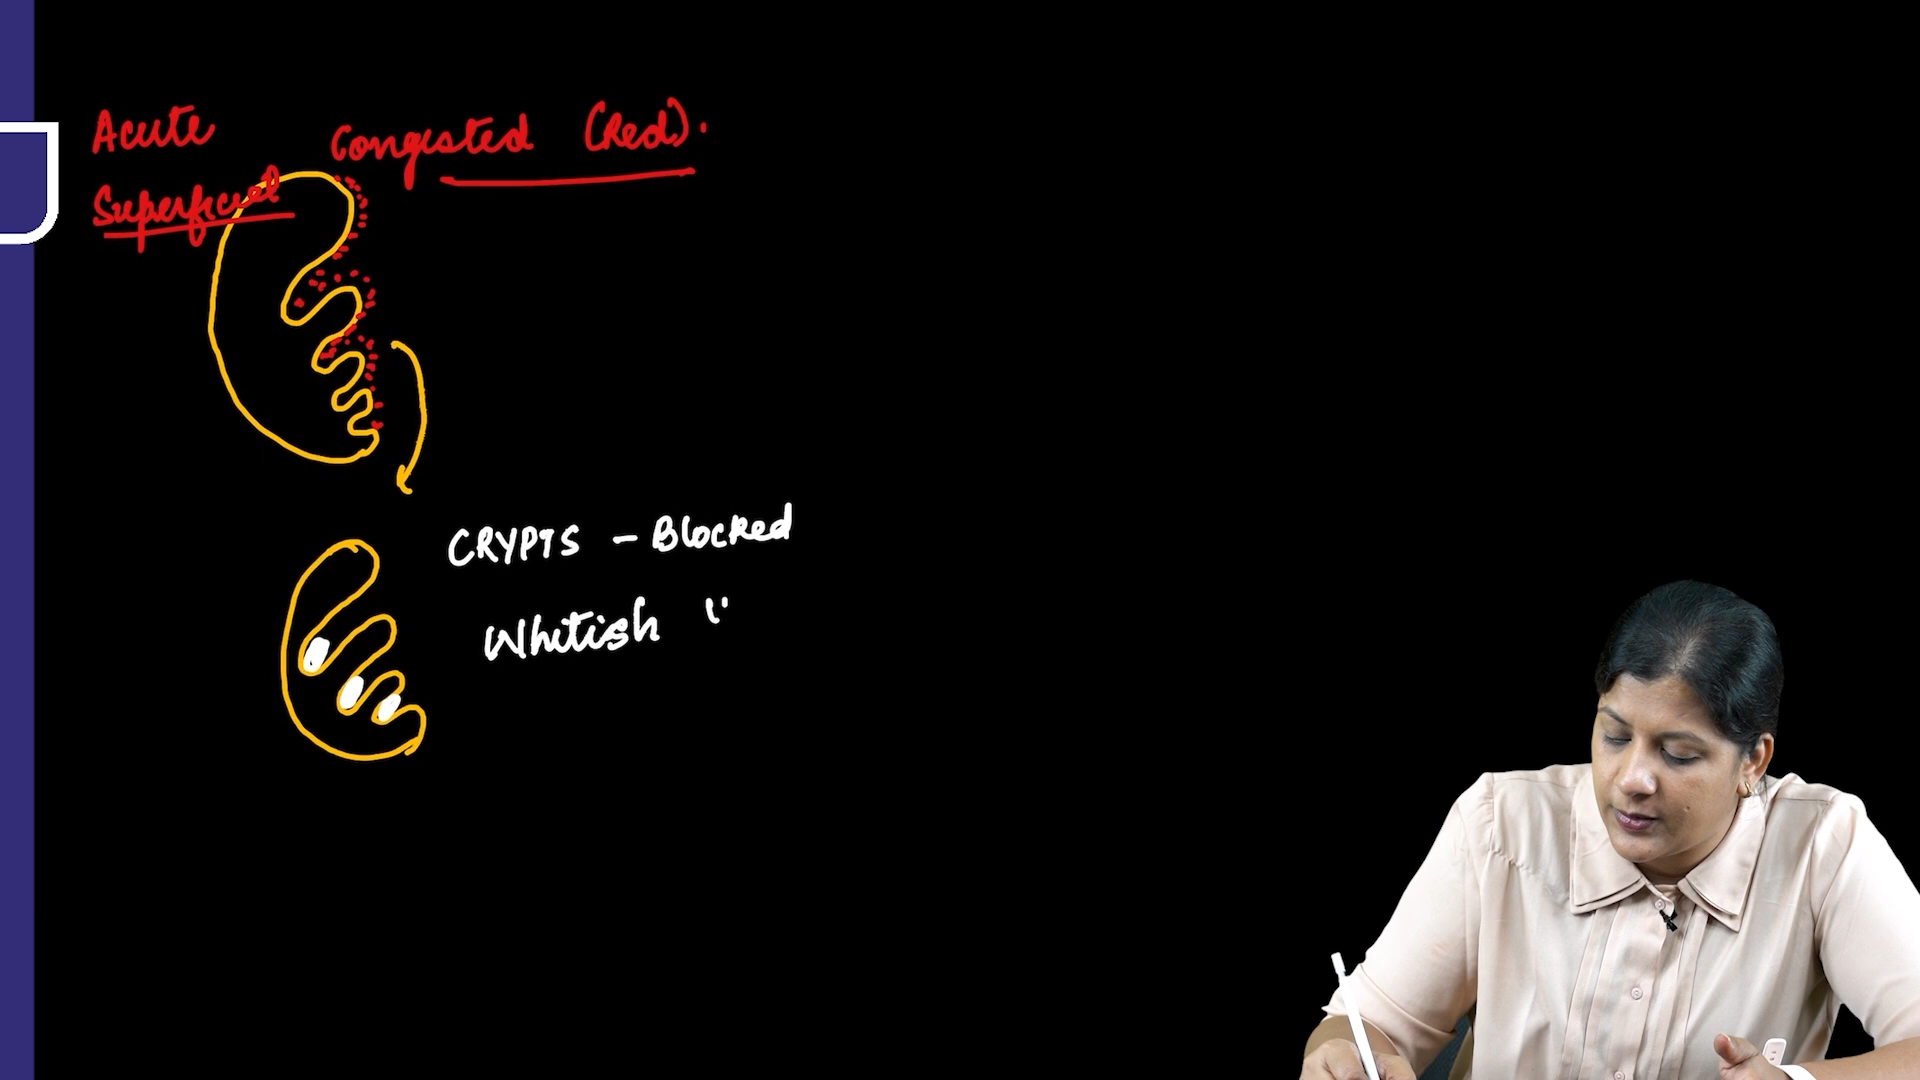 Acute
Congested (Red).
Superficial
CRYPTS - Blocked
Whitish "